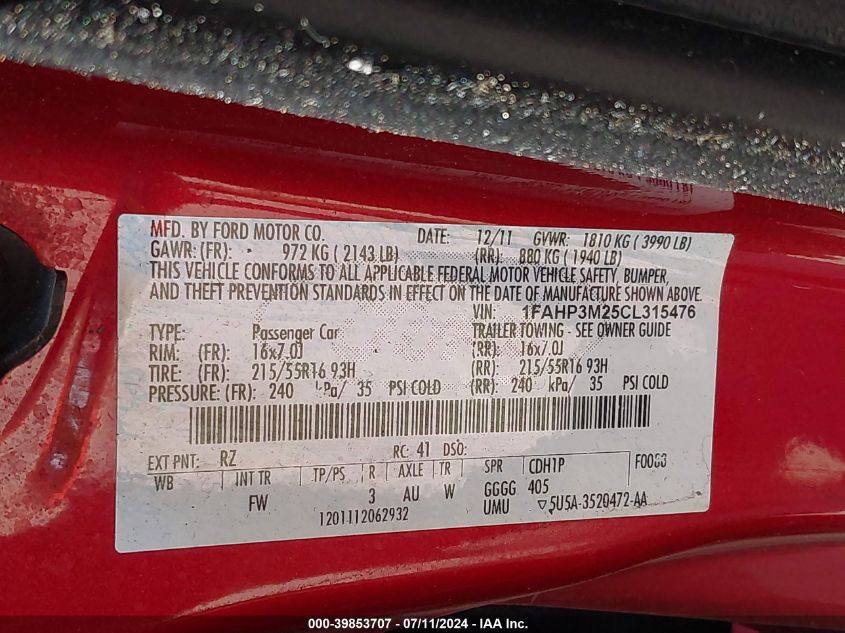 MFD. BY FORD MOTOR CO. DATE: 12/11 GVWR: 1810 KG ( 3990 LB)
GAWR: (FR): 972 KG ( 2143 LB) (RR): 880 KG ( 1940 LB)
THIS VEHICLE CONFORMS TO ALL APPLICABLE FEDERAL MOTOR VEHICLE SAFETY, BUMPER,
AND THEFT PREVENTION STANDARDS IN EFFECT ON THE DATE OF MANUFACTURE SHOWN ABOVE.
VIN: 1FAHP3M25CL315476
TYPE: Passenger Car TRAILER TOWING - SEE OWNER GUIDE
RIM: (FR): 16x7.0J (RR): 16x7.0J
TIRE: (FR): 215/55R16 93H (RR): 215/55R16 93H
PRESSURE: (FR): 240 kPa/ 35 PSI COLD (RR): 240 kPa/ 35 PSI COLD
EXT PNT: RZ RC: 41 DSO:
WB INT TR TP/PS R AXLE TR SPR CDH1P F0083
FW 3 AU W GGGG 405
1201112062932 UMU ▽5U5A-3520472-AA
000-39853707 / 07/11/2024 - IAA Inc.